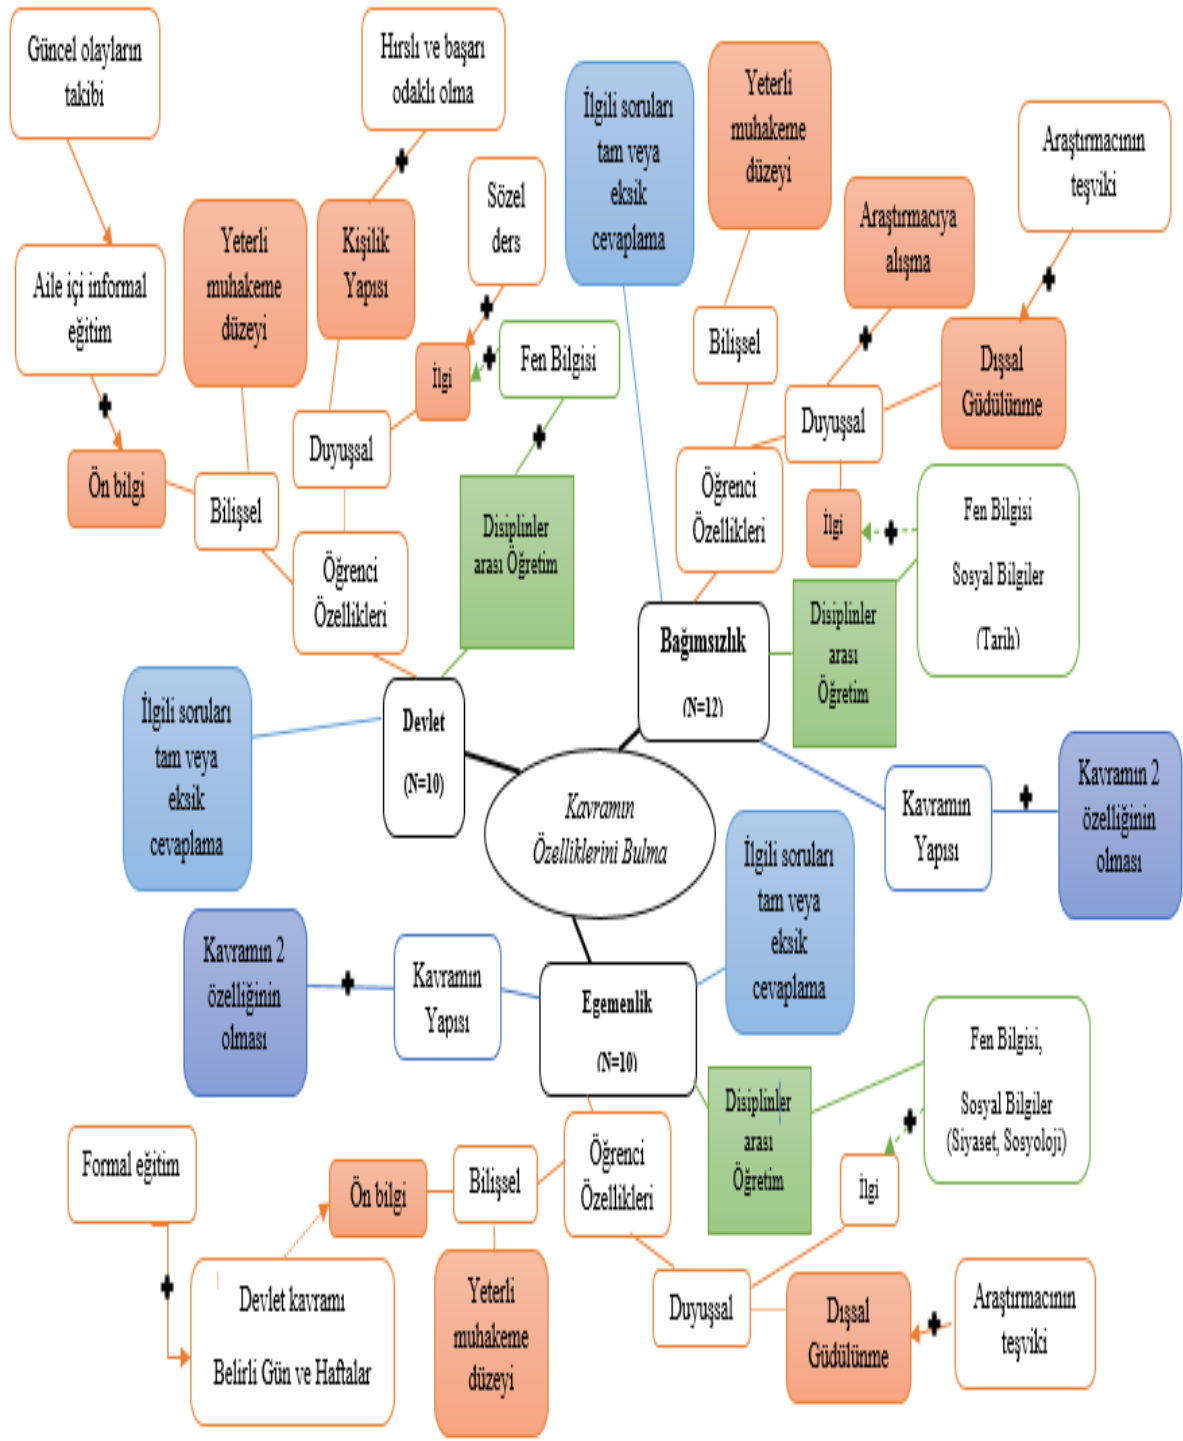 Güncel olayların
takibi
Hırslı ve başarı
odaklı olma
İlgili soruları
tam veya
eksik
cevaplama
Yeterli
muhakeme
düzeyi
Araştırmacının
teşviki
Sözel
ders
Araştırmacıya
alışma
Yeterli
muhakeme
düzeyi
Kişilik
Yapısı
Aile içi informal
eğitim
Fen Bilgisi
Bilişsel
Dışsal
Güdülünme
İlgi
Duyuşsal
Duyuşsal
Ön bilgi
Bilişsel
Öğrenci
Özellikleri
İlgi
Fen Bilgisi
Sosyal Bilgiler
(Tarih)
Disiplinler
arası Öğretim
Öğrenci
Özellikleri
Disiplinler
arası
Öğretim
Bağımsızlık
(N=12)
İlgili soruları
tam veya
eksik
cevaplama
Devlet
(N=10)
Kavramın
Özelliklerini Bulma
Kavramın
Yapısı
Kavramın 2
özelliğinin
olması
İlgili soruları
tam veya
eksik
cevaplama
Kavramın 2
özelliğinin
olması
Kavramın
Yapısı
Egemenlik
(N=10)
Fen Bilgisi,
Sosyal Bilgiler
(Siyaset, Sosyoloji)
Disiplinler
arası
Öğretim
Formal eğitim
Ön bilgi
Bilişsel
Öğrenci
Özellikleri
İlgi
Devlet kavramı
Belirli Gün ve Haftalar
Yeterli
muhakeme
düzeyi
Duyuşsal
Dışsal
Güdülünme
Araştırmacının
teşviki